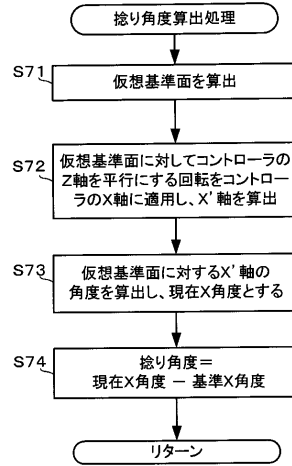 捻り角度算出処理
S71
仮想基準面を算出
S72
仮想基準面に対してコントローラの
Z軸を平行にする回転をコントロー
ラのX軸に適用し、X’軸を算出
S73
仮想基準面に対するX’軸の
角度を算出し、現在X角度とする
S74
捻り角度＝
現在X角度 − 基準X角度
リターン